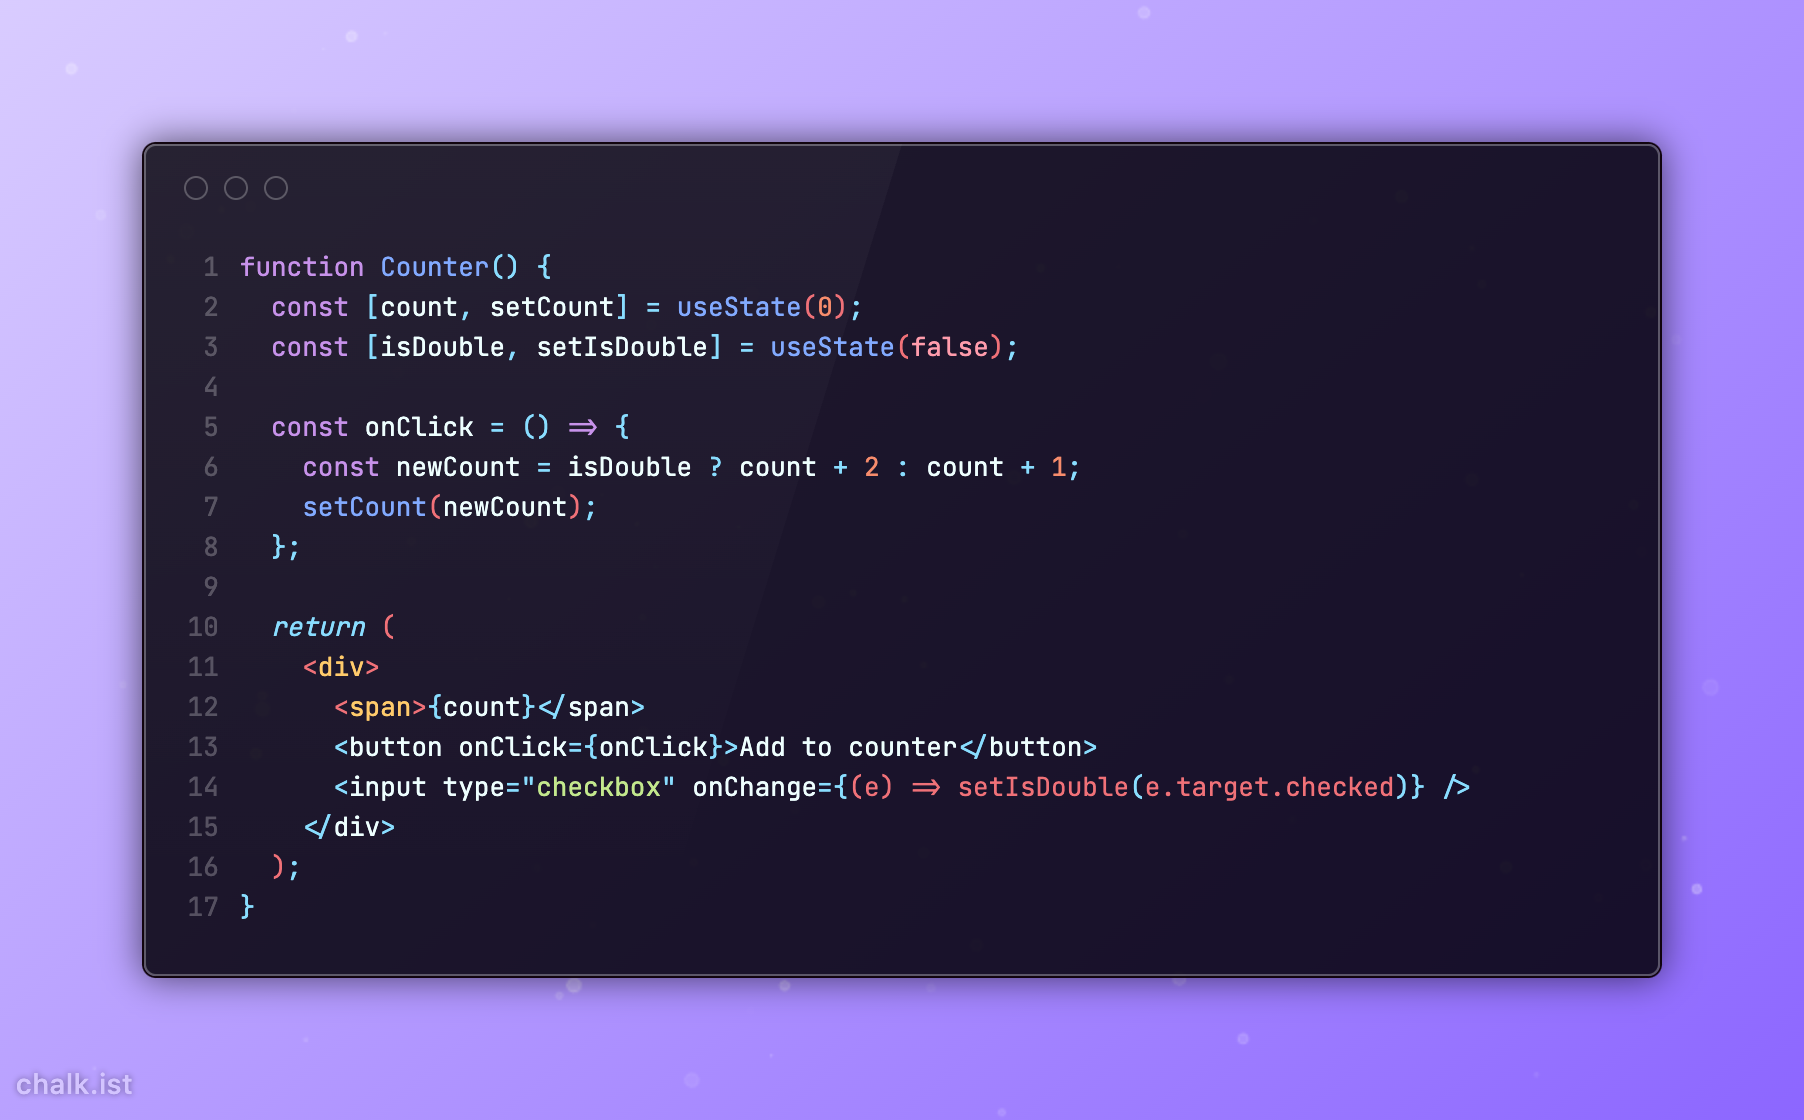 1 function Counter() {
2   const [count, setCount] = useState(0);
3   const [isDouble, setIsDouble] = useState(false);
4
5   const onClick = () => {
6     const newCount = isDouble ? count + 2 : count + 1;
7     setCount(newCount);
8   };
9
10   return (
11     <div>
12       <span>{count}</span>
13       <button onClick={onClick}>Add to counter</button>
14       <input type="checkbox" onChange={(e) => setIsDouble(e.target.checked)} />
15     </div>
16   );
17 }
chalk.ist